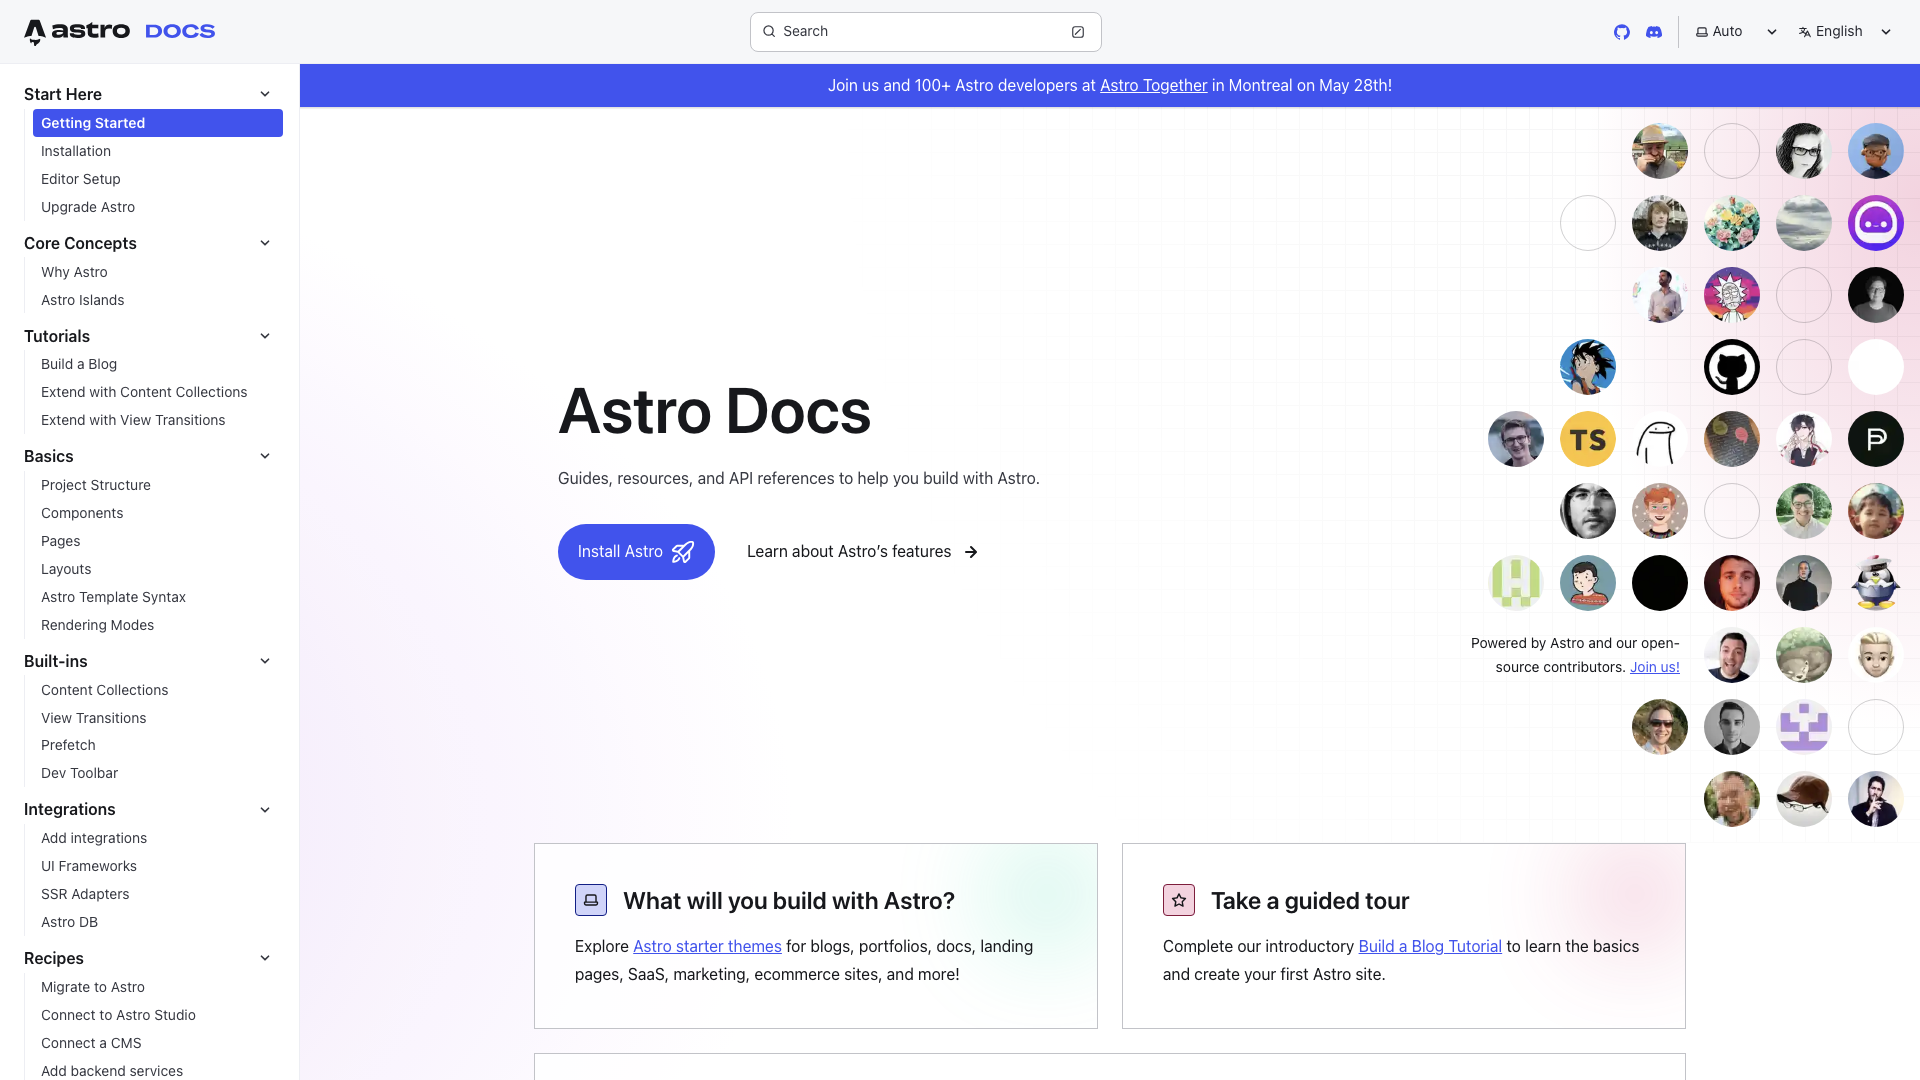 astro DOCS
Search
Auto
English
Start Here
Getting Started
Installation
Editor Setup
Upgrade Astro
Core Concepts
Why Astro
Astro Islands
Tutorials
Build a Blog
Extend with Content Collections
Extend with View Transitions
Basics
Project Structure
Components
Pages
Layouts
Astro Template Syntax
Rendering Modes
Built-ins
Content Collections
View Transitions
Prefetch
Dev Toolbar
Integrations
Add integrations
UI Frameworks
SSR Adapters
Astro DB
Recipes
Migrate to Astro
Connect to Astro Studio
Connect a CMS
Add backend services
Join us and 100+ Astro developers at Astro Together in Montreal on May 28th!
Astro Docs
Guides, resources, and API references to help you build with Astro.
Install Astro
Learn about Astro’s features
TS
Powered by Astro and our open-
source contributors. Join us!
What will you build with Astro?
Explore Astro starter themes for blogs, portfolios, docs, landing
pages, SaaS, marketing, ecommerce sites, and more!
Take a guided tour
Complete our introductory Build a Blog Tutorial to learn the basics
and create your first Astro site.